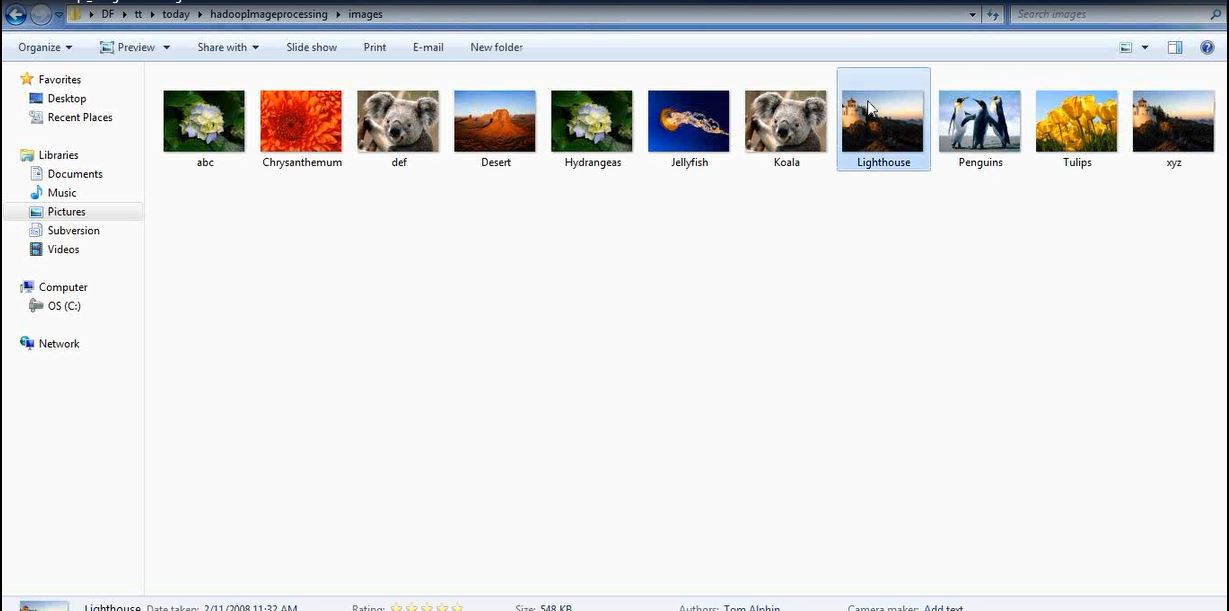 DF tt today hadoopImageprocessing images Search images
Organize Preview Share with Slide show Print E-mail New folder
Favorites
Desktop
Recent Places
Libraries
Documents
Music
Pictures
Subversion
Videos
Computer
OS (C:)
Network
abc Chrysanthemum def Desert Hydrangeas Jellyfish Koala Lighthouse Penguins Tulips xyz
Lighthouse Date taken: 2/11/2008 11:32 AM Rating: Size: 548 KB Authors: Tom Alphin Camera maker: Add text